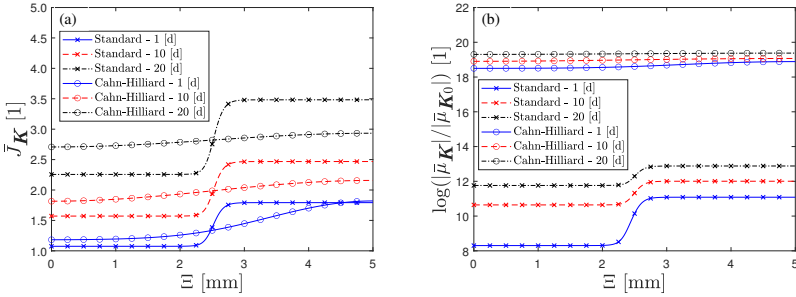 (a)
5.0
4.5
4.0
3.5
3.0
2.5
2.0
1.5
1.0
J̄_K [1]
Standard - 1 [d]
Standard - 10 [d]
Standard - 20 [d]
Cahn-Hilliard - 1 [d]
Cahn-Hilliard - 10 [d]
Cahn-Hilliard - 20 [d]
0 1 2 3 4 5
Ξ [mm]
(b)
22
20
18
16
14
12
10
8
log(|μ̄_K|/|μ̄_K0|) [1]
Standard - 1 [d]
Standard - 10 [d]
Standard - 20 [d]
Cahn-Hilliard - 1 [d]
Cahn-Hilliard - 10 [d]
Cahn-Hilliard - 20 [d]
0 1 2 3 4 5
Ξ [mm]